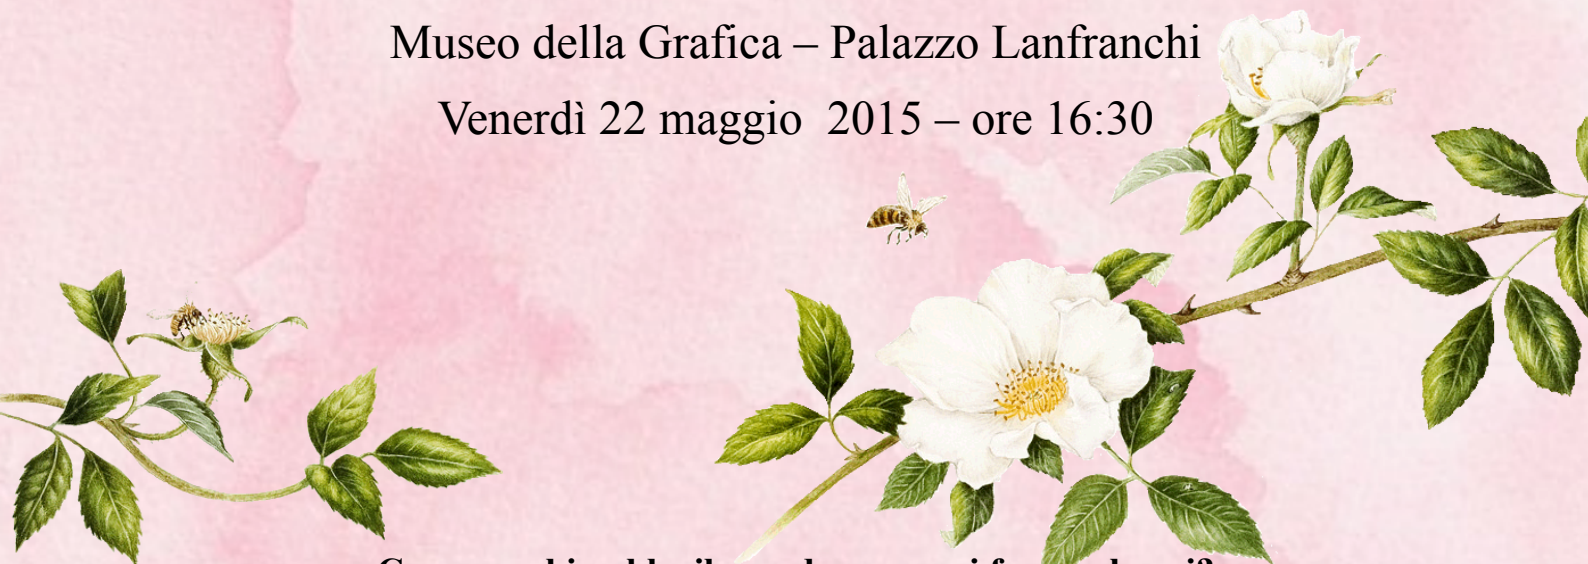 Museo della Grafica – Palazzo Lanfranchi
Venerdì 22 maggio  2015 – ore 16:30